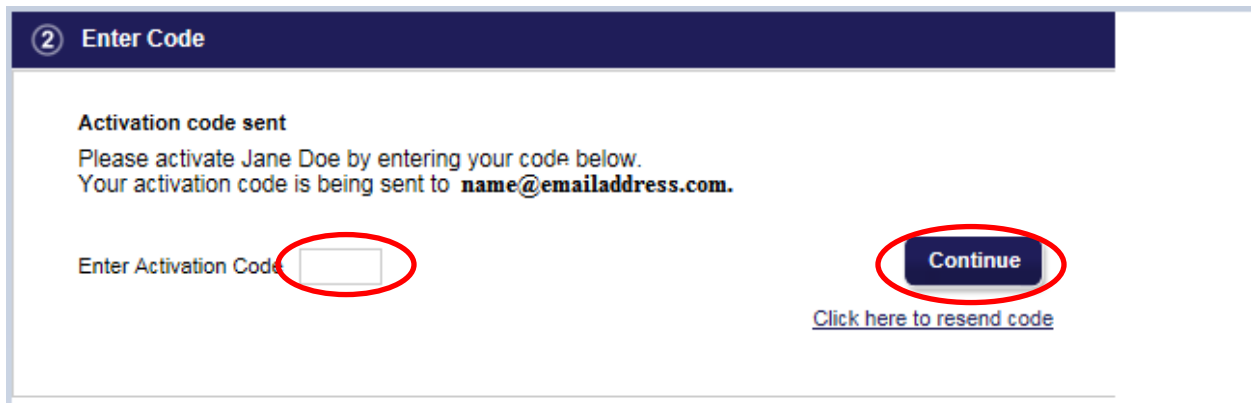 2 Enter Code
Activation code sent
Please activate Jane Doe by entering your code below.
Your activation code is being sent to name@emailaddress.com.
Enter Activation Code
Continue
Click here to resend code